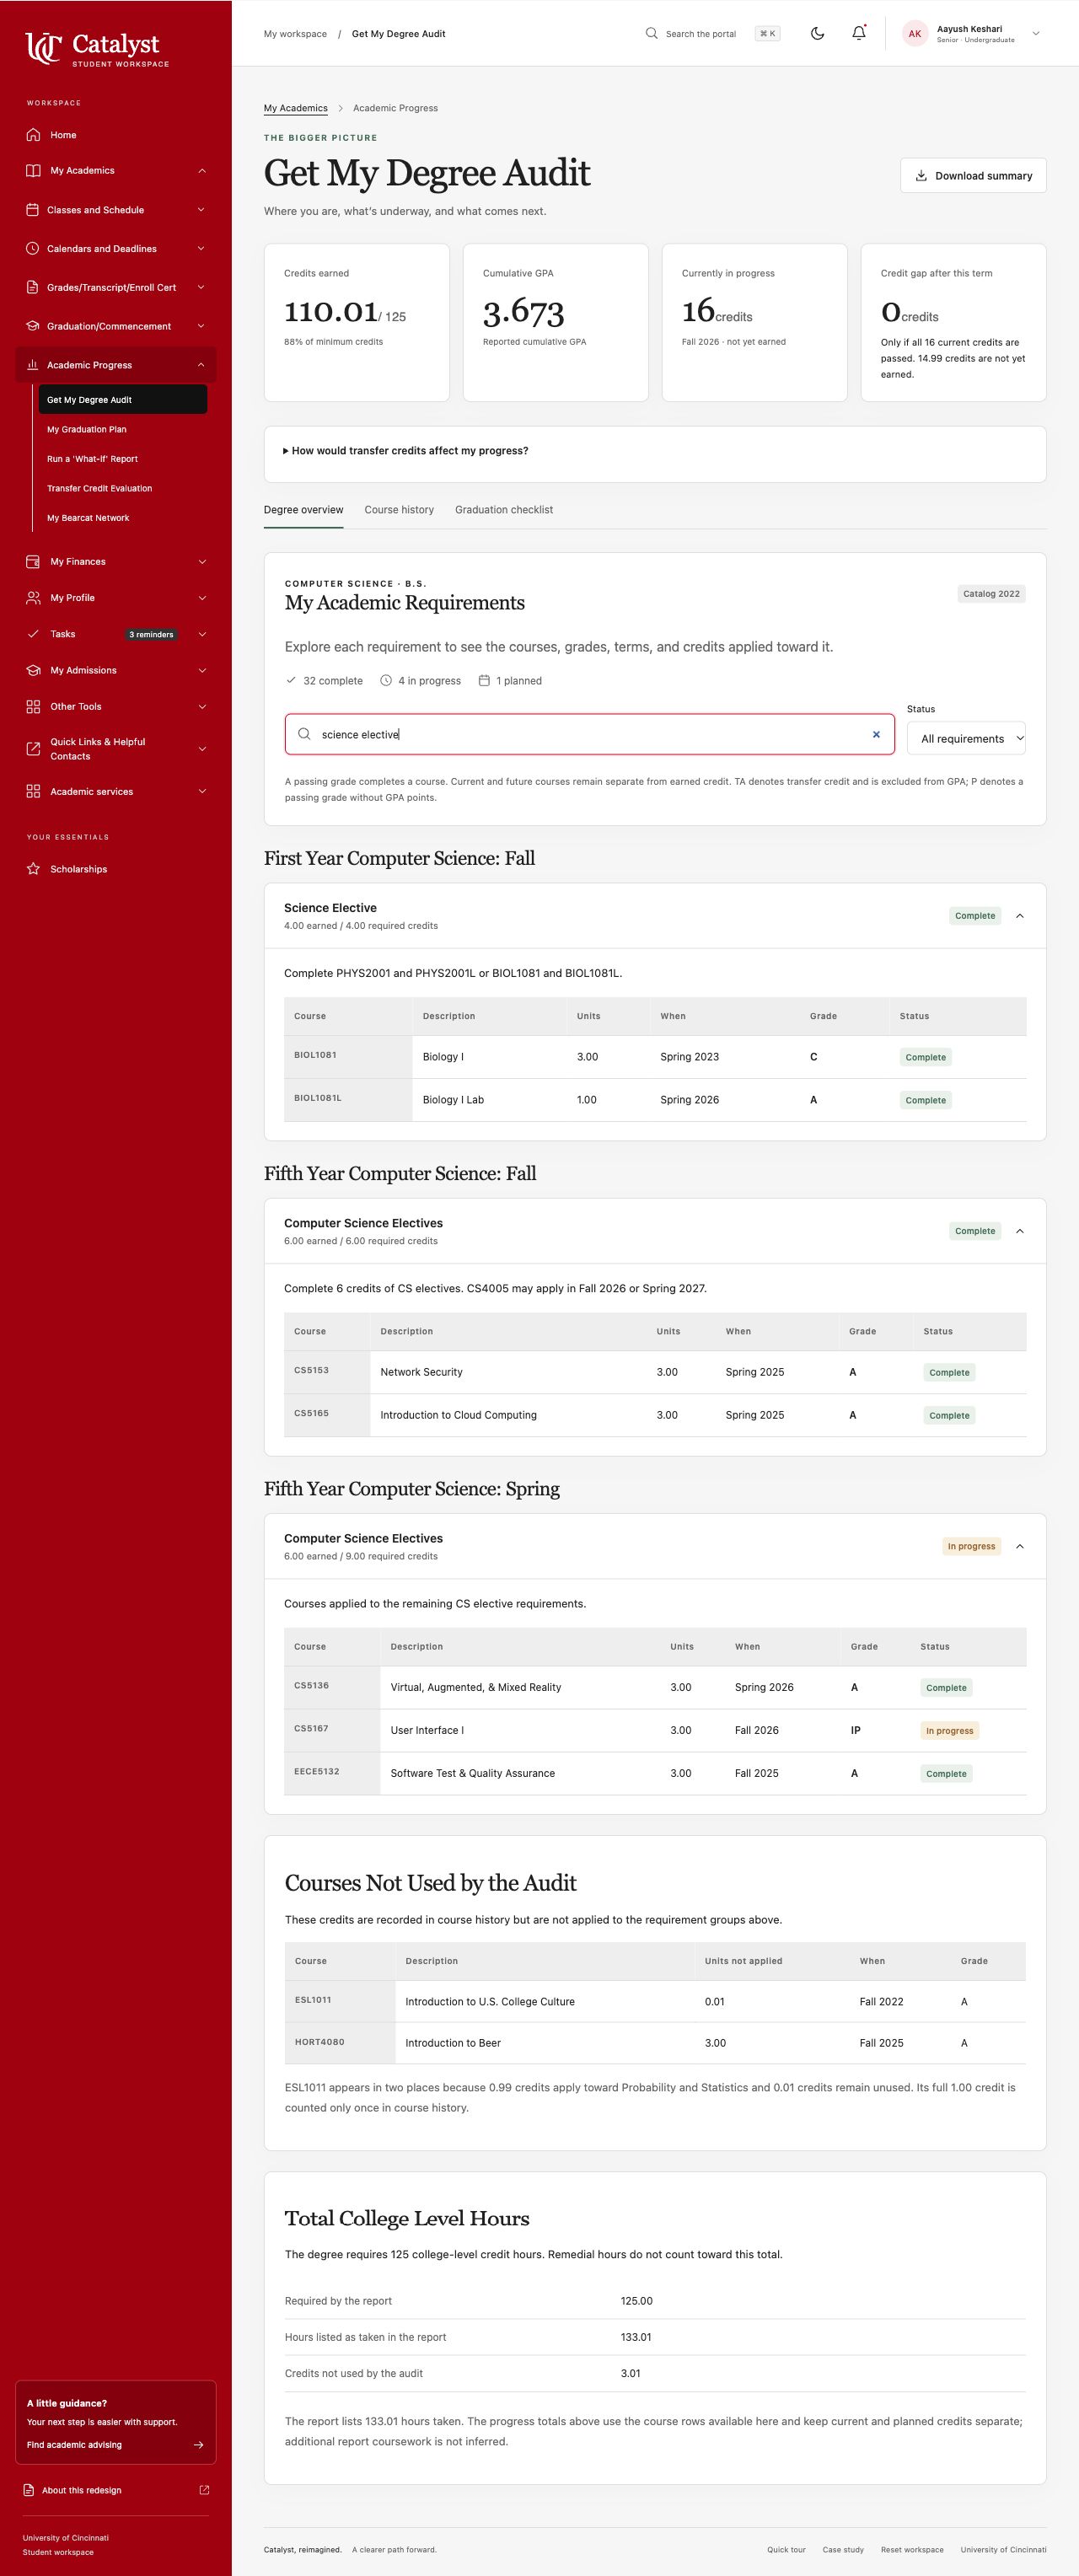 Catalyst
STUDENT WORKSPACE
WORKSPACE
Home
My Academics
Classes and Schedule
Calendars and Deadlines
Grades/Transcript/Enroll Cert
Graduation/Commencement
Academic Progress
Get My Degree Audit
My Graduation Plan
Run a 'What-If' Report
Transfer Credit Evaluation
My Bearcat Network
My Finances
My Profile
Tasks 3 reminders
My Admissions
Other Tools
Quick Links & Helpful
Contacts
Academic services
YOUR ESSENTIALS
Scholarships
A little guidance?
Your next step is easier with support.
Find academic advising
About this redesign
University of Cincinnati
Student workspace
My workspace / Get My Degree Audit
Search the portal ⌘ K
AK
Aayush Keshari
Senior · Undergraduate
My Academics Academic Progress
THE BIGGER PICTURE
Get My Degree Audit
Download summary
Where you are, what's underway, and what comes next.
Credits earned
110.01/ 125
88% of minimum credits
Cumulative GPA
3.673
Reported cumulative GPA
Currently in progress
16credits
Fall 2026 · not yet earned
Credit gap after this term
0credits
Only if all 16 current credits are
passed. 14.99 credits are not yet
earned.
How would transfer credits affect my progress?
Degree overview Course history Graduation checklist
COMPUTER SCIENCE · B.S.
My Academic Requirements
Catalog 2022
Explore each requirement to see the courses, grades, terms, and credits applied toward it.
32 complete 4 in progress 1 planned
Status
science elective
All requirements
A passing grade completes a course. Current and future courses remain separate from earned credit. TA denotes transfer credit and is excluded from GPA; P denotes a
passing grade without GPA points.
First Year Computer Science: Fall
Science Elective
4.00 earned / 4.00 required credits
Complete
Complete PHYS2001 and PHYS2001L or BIOL1081 and BIOL1081L.
Course Description Units When Grade Status
BIOL1081 Biology I 3.00 Spring 2023 C Complete
BIOL1081L Biology I Lab 1.00 Spring 2026 A Complete
Fifth Year Computer Science: Fall
Computer Science Electives
6.00 earned / 6.00 required credits
Complete
Complete 6 credits of CS electives. CS4005 may apply in Fall 2026 or Spring 2027.
Course Description Units When Grade Status
CS5153 Network Security 3.00 Spring 2025 A Complete
CS5165 Introduction to Cloud Computing 3.00 Spring 2025 A Complete
Fifth Year Computer Science: Spring
Computer Science Electives
6.00 earned / 9.00 required credits
In progress
Courses applied to the remaining CS elective requirements.
Course Description Units When Grade Status
CS5136 Virtual, Augmented, & Mixed Reality 3.00 Spring 2026 A Complete
CS5167 User Interface I 3.00 Fall 2026 IP In progress
EECE5132 Software Test & Quality Assurance 3.00 Fall 2025 A Complete
Courses Not Used by the Audit
These credits are recorded in course history but are not applied to the requirement groups above.
Course Description Units not applied When Grade
ESL1011 Introduction to U.S. College Culture 0.01 Fall 2022 A
HORT4080 Introduction to Beer 3.00 Fall 2025 A
ESL1011 appears in two places because 0.99 credits apply toward Probability and Statistics and 0.01 credits remain unused. Its full 1.00 credit is
counted only once in course history.
Total College Level Hours
The degree requires 125 college-level credit hours. Remedial hours do not count toward this total.
Required by the report 125.00
Hours listed as taken in the report 133.01
Credits not used by the audit 3.01
The report lists 133.01 hours taken. The progress totals above use the course rows available here and keep current and planned credits separate;
additional report coursework is not inferred.
Catalyst, reimagined. A clearer path forward.
Quick tour Case study Reset workspace University of Cincinnati